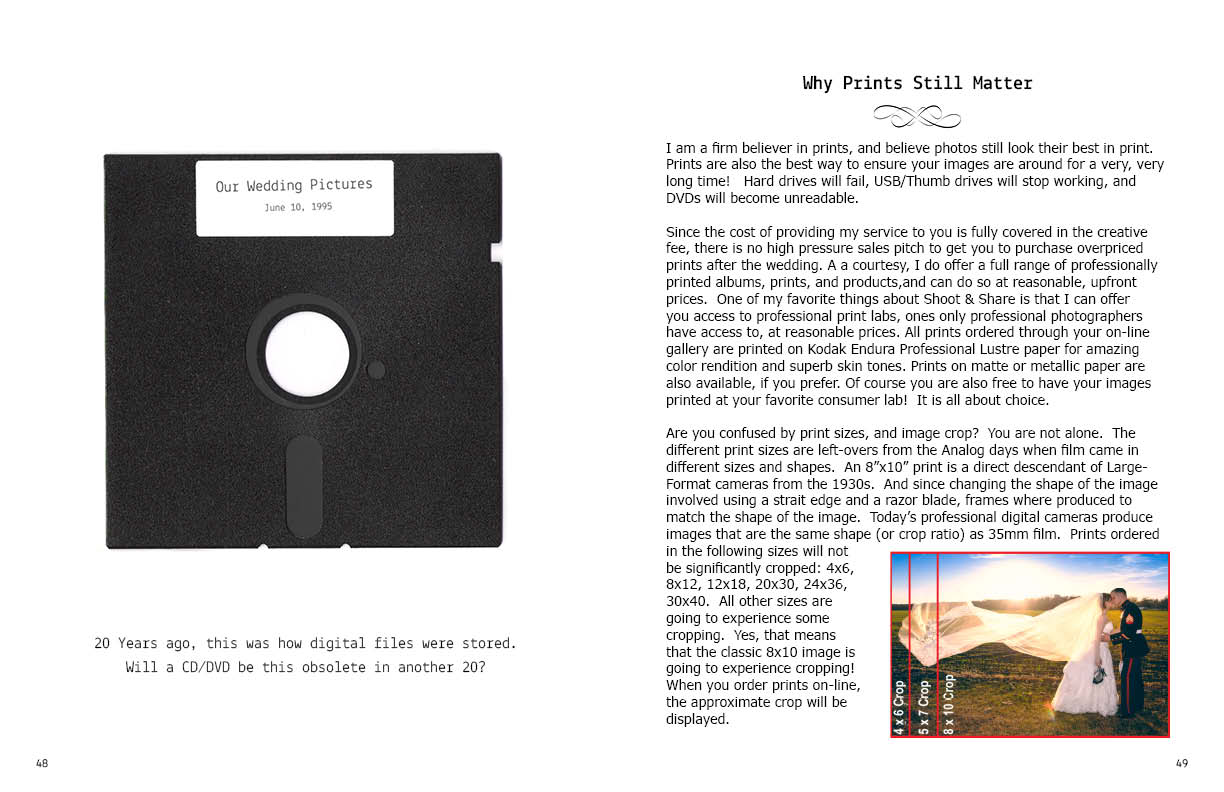 Our Wedding Pictures
June 10, 1995
20 Years ago, this was how digital files were stored.
Will a CD/DVD be this obsolete in another 20?
48
Why Prints Still Matter
I am a firm believer in prints, and believe photos still look their best in print.
Prints are also the best way to ensure your images are around for a very, very
long time!   Hard drives will fail, USB/Thumb drives will stop working, and
DVDs will become unreadable.
Since the cost of providing my service to you is fully covered in the creative
fee, there is no high pressure sales pitch to get you to purchase overpriced
prints after the wedding. A a courtesy, I do offer a full range of professionally
printed albums, prints, and products,and can do so at reasonable, upfront
prices.  One of my favorite things about Shoot & Share is that I can offer
you access to professional print labs, ones only professional photographers
have access to, at reasonable prices. All prints ordered through your on-line
gallery are printed on Kodak Endura Professional Lustre paper for amazing
color rendition and superb skin tones. Prints on matte or metallic paper are
also available, if you prefer. Of course you are also free to have your images
printed at your favorite consumer lab!  It is all about choice.
Are you confused by print sizes, and image crop?  You are not alone.  The
different print sizes are left-overs from the Analog days when film came in
different sizes and shapes.  An 8”x10” print is a direct descendant of Large-
Format cameras from the 1930s.  And since changing the shape of the image
involved using a strait edge and a razor blade, frames where produced to
match the shape of the image.  Today’s professional digital cameras produce
images that are the same shape (or crop ratio) as 35mm film.  Prints ordered
in the following sizes will not
be significantly cropped: 4x6,
8x12, 12x18, 20x30, 24x36,
30x40.  All other sizes are
going to experience some
cropping.  Yes, that means
that the classic 8x10 image is
going to experience cropping!
When you order prints on-line,
the approximate crop will be
displayed.
4 x 6 Crop
5 x 7 Crop
8 x 10 Crop
49